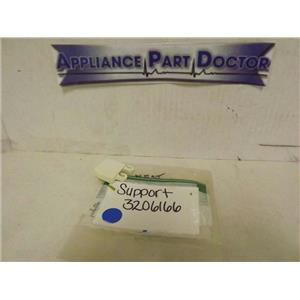 APPLIANCE PART DOCTOR
Support
3206166